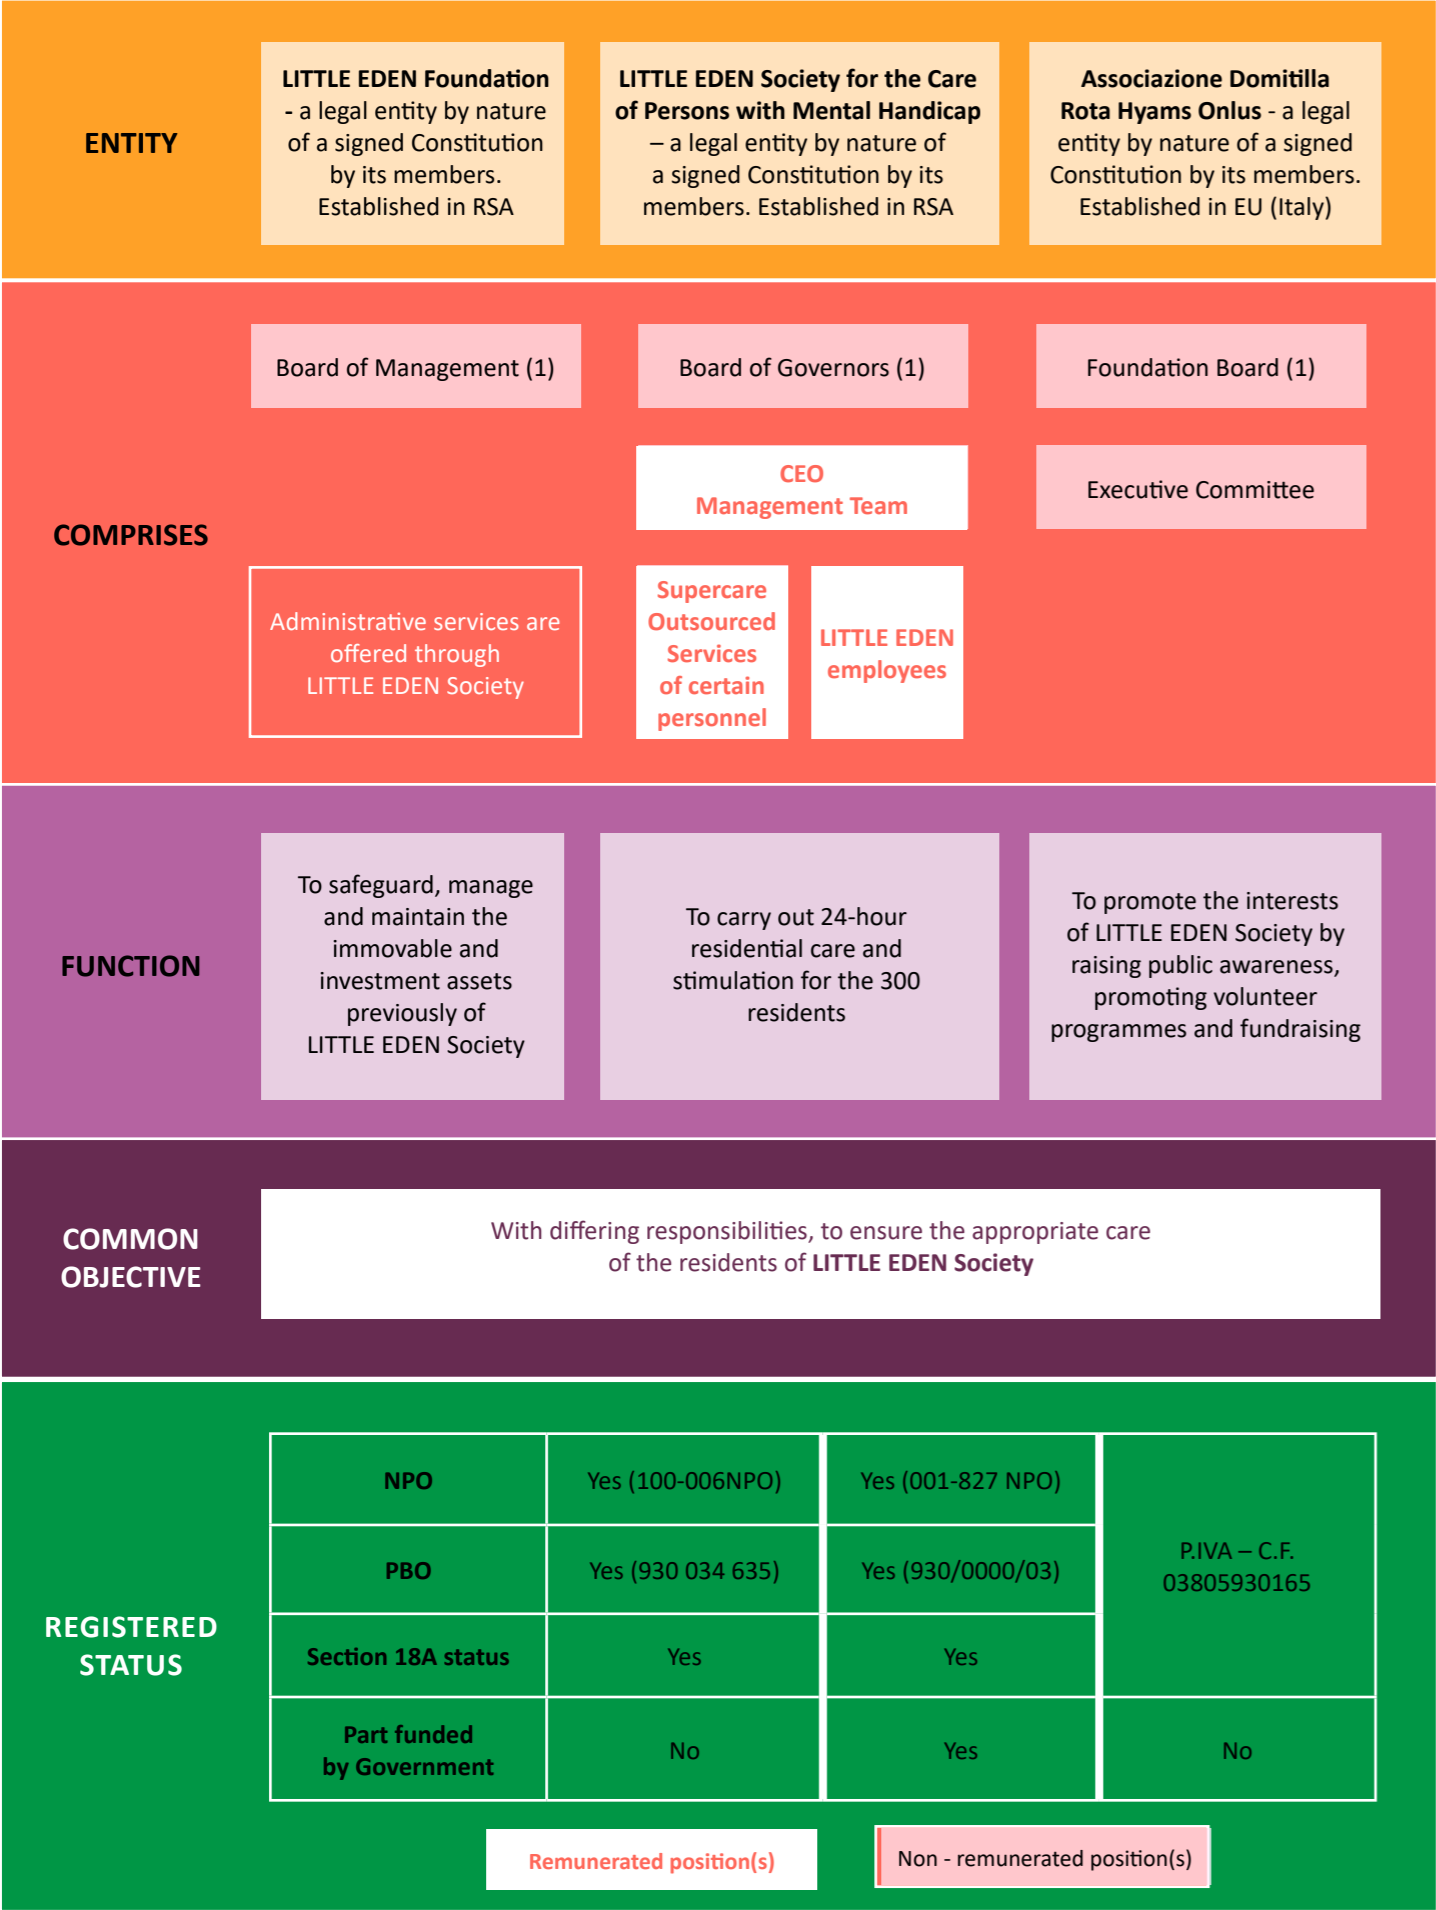 ENTITY
LITTLE EDEN Foundation
- a legal entity by nature
of a signed Constitution
by its members.
Established in RSA
LITTLE EDEN Society for the Care
of Persons with Mental Handicap
– a legal entity by nature of
a signed Constitution by its
members. Established in RSA
Associazione Domitilla
Rota Hyams Onlus - a legal
entity by nature of a signed
Constitution by its members.
Established in EU (Italy)
COMPRISES
Board of Management (1)
Board of Governors (1)
Foundation Board (1)
CEO
Management Team
Executive Committee
Administrative services are
offered through
LITTLE EDEN Society
Supercare
Outsourced
Services
of certain
personnel
LITTLE EDEN
employees
FUNCTION
To safeguard, manage
and maintain the
immovable and
investment assets
previously of
LITTLE EDEN Society
To carry out 24-hour
residential care and
stimulation for the 300
residents
To promote the interests
of LITTLE EDEN Society by
raising public awareness,
promoting volunteer
programmes and fundraising
COMMON
OBJECTIVE
With differing responsibilities, to ensure the appropriate care
of the residents of LITTLE EDEN Society
REGISTERED
STATUS
NPO
Yes (100-006NPO)
Yes (001-827 NPO)
P.IVA – C.F.
03805930165
PBO
Yes (930 034 635)
Yes (930/0000/03)
Section 18A status
Yes
Yes
Part funded
by Government
No
Yes
No
Remunerated position(s)
Non - remunerated position(s)